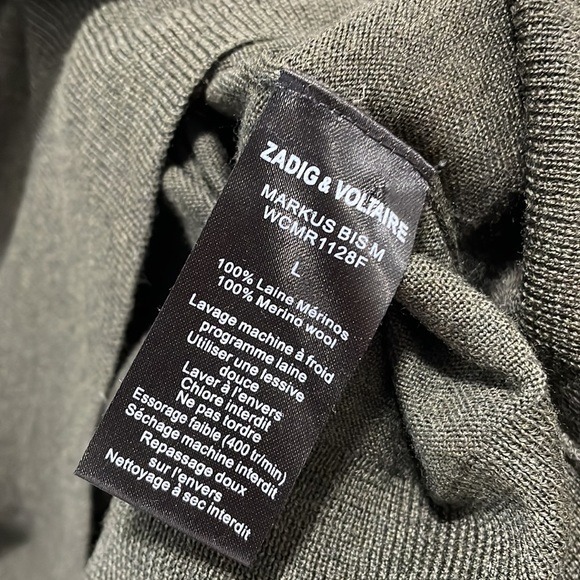 ZADIG & VOLTAIRE
MARKUS BIS-M
WCMR1128F
L
100% Laine Mérinos
100% Merino wool
Lavage machine à froid
programme laine
Utiliser une lessive
douce
Laver à l'envers
Chlore interdit
Ne pas tordre
Essorage faible (400 tr/min)
Séchage machine interdit
Repassage doux
sur l'envers
Nettoyage à sec interdit